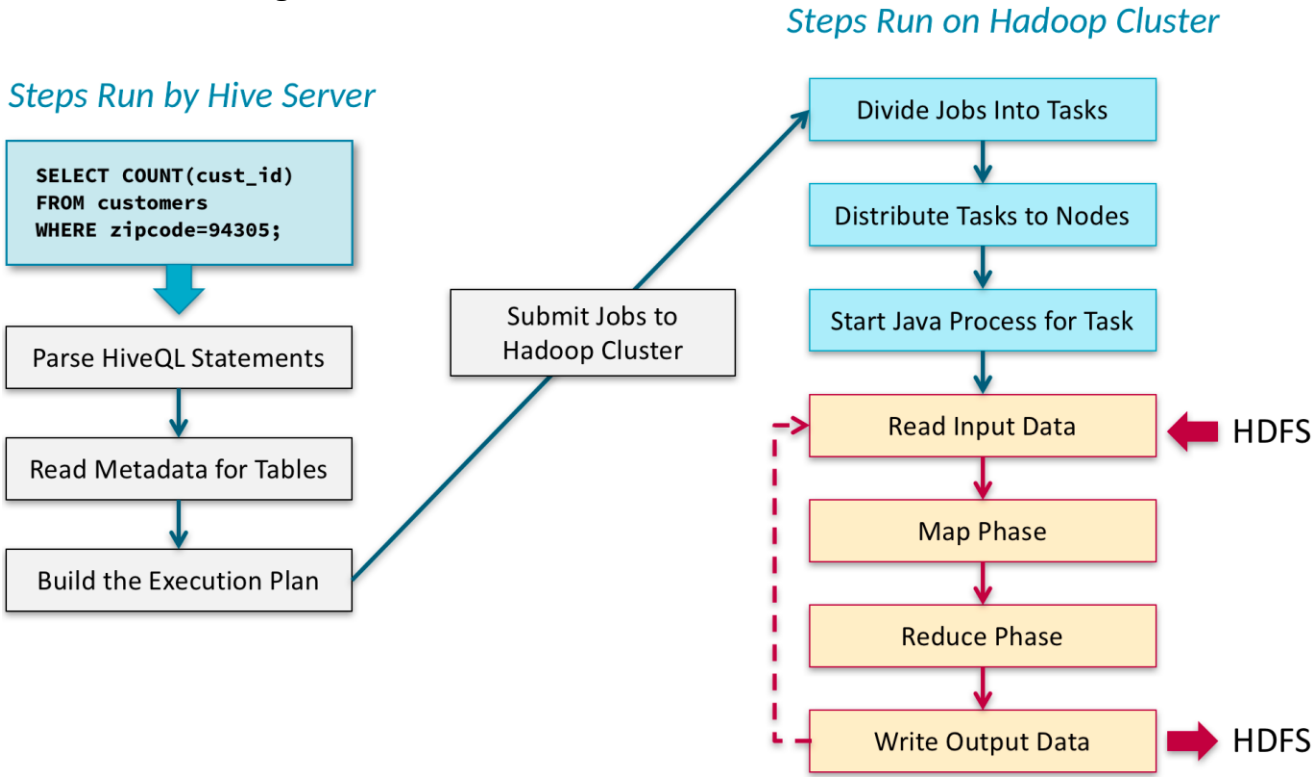 Steps Run on Hadoop Cluster
Steps Run by Hive Server
SELECT COUNT(cust_id)
FROM customers
WHERE zipcode=94305;
Parse HiveQL Statements
Read Metadata for Tables
Build the Execution Plan
Submit Jobs to
Hadoop Cluster
Divide Jobs Into Tasks
Distribute Tasks to Nodes
Start Java Process for Task
Read Input Data
HDFS
Map Phase
Reduce Phase
Write Output Data
HDFS